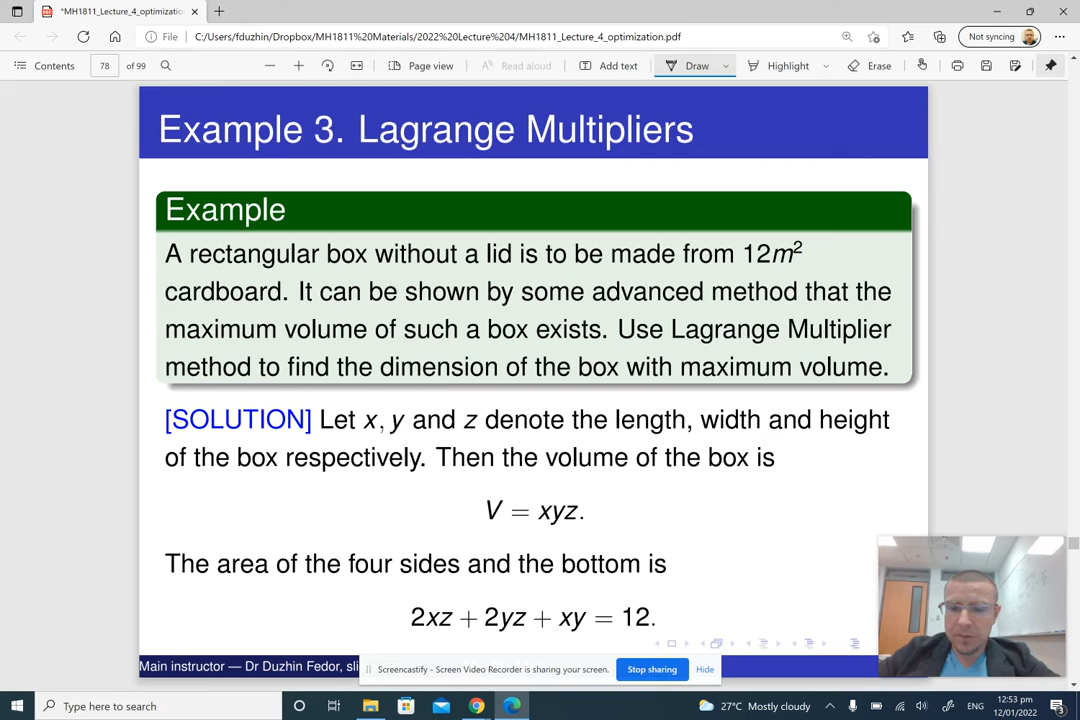 *MH1811_Lecture_4_optimizatio
File
C:/Users/fduzhin/Dropbox/MH1811%20Materials/2022%20Lecture%204/MH1811_Lecture_4_optimization.pdf
Not syncing
Contents
78 of 99
Page view
Read aloud
Add text
Draw
Highlight
Erase
Example 3. Lagrange Multipliers
Example
A rectangular box without a lid is to be made from 12m²
cardboard. It can be shown by some advanced method that the
maximum volume of such a box exists. Use Lagrange Multiplier
method to find the dimension of the box with maximum volume.
[SOLUTION] Let x, y and z denote the length, width and height
of the box respectively. Then the volume of the box is
V = xyz.
The area of the four sides and the bottom is
2xz + 2yz + xy = 12.
Main instructor — Dr Duzhin Fedor, sli
Screencastify - Screen Video Recorder is sharing your screen.
Stop sharing
Hide
Type here to search
27°C Mostly cloudy
ENG
12:53 pm
12/01/2022
3